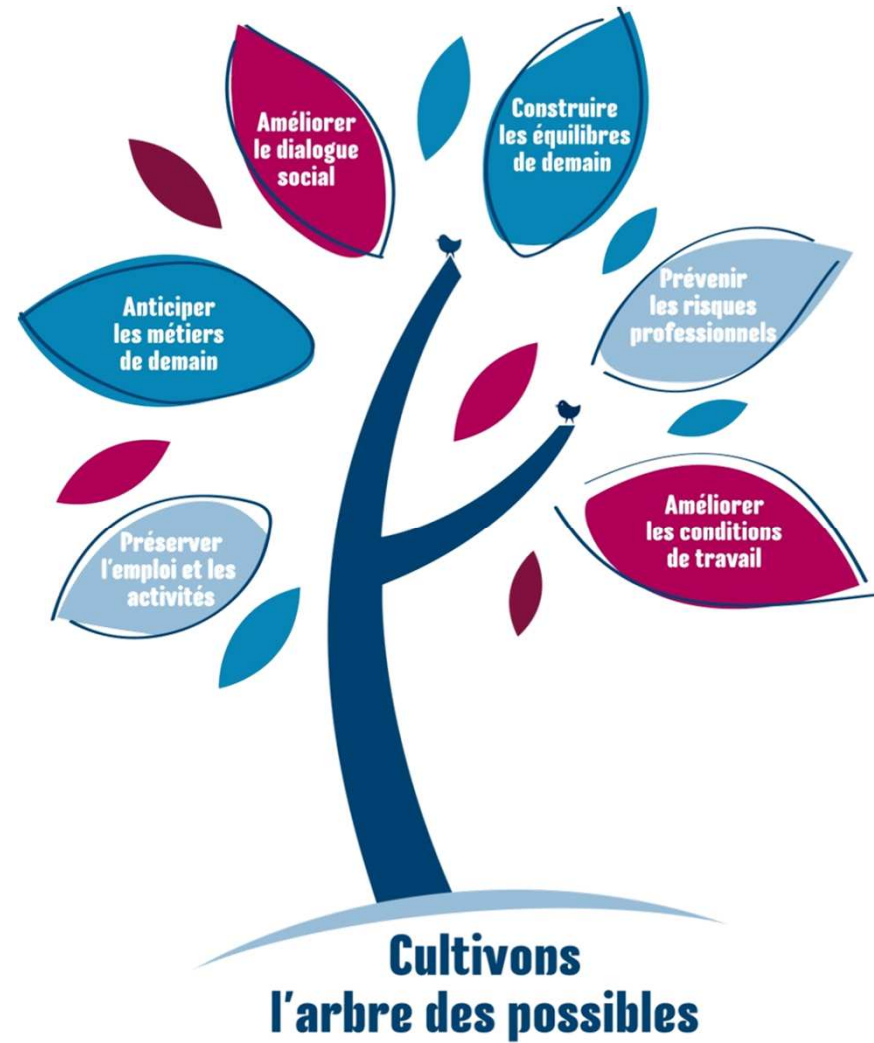 Améliorer
le dialogue
social
Construire
les équilibres
de demain
Anticiper
les métiers
de demain
Prévenir
les risques
professionnels
Préserver
l'emploi et les
activités
Améliorer
les conditions
de travail
Cultivons
l'arbre des possibles